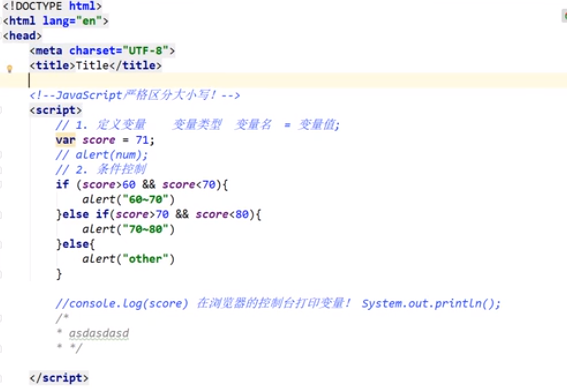 <!DOCTYPE html>
<html lang="en">
<head>
<meta charset="UTF-8">
<title>Title</title>
<!--JavaScript严格区分大小写!-->
<script>
// 1. 定义变量 变量类型 变量名 = 变量值;
var score = 71;
// alert(num);
// 2. 条件控制
if (score>60 && score<70){
alert("60~70")
}else if(score>70 && score<80){
alert("70~80")
}else{
alert("other")
}
//console.log(score) 在浏览器的控制台打印变量! System.out.println();
/*
* asdasdasd
* */
</script>